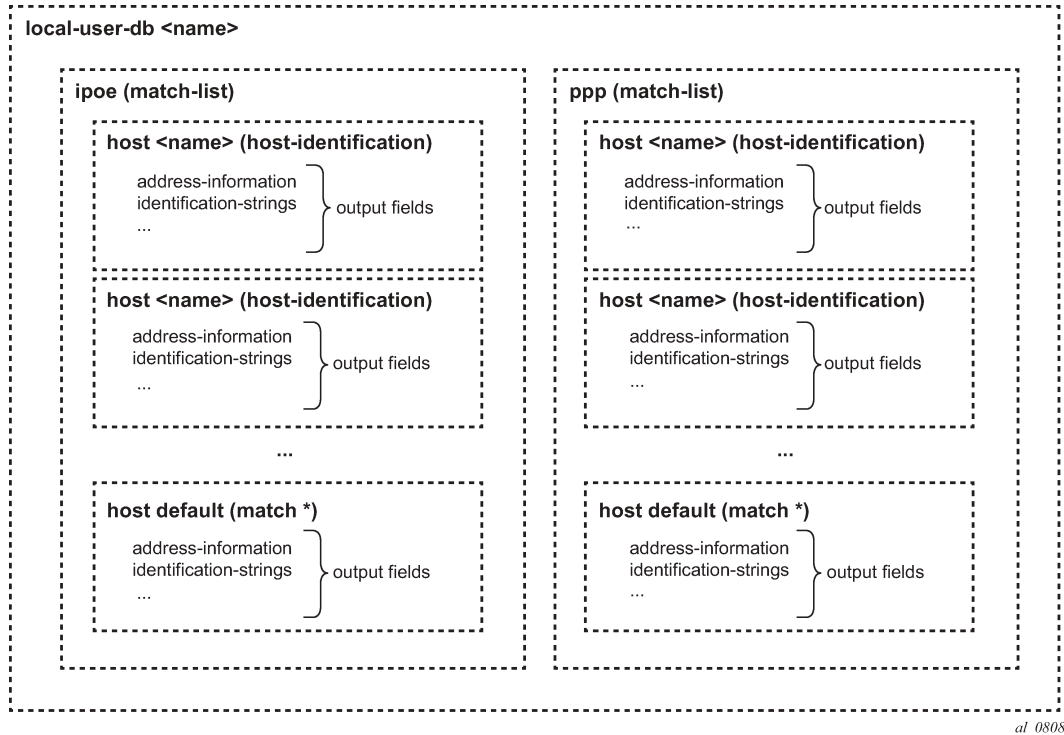 local-user-db <name>
ipoe (match-list)
host <name> (host-identification)
address-information
identification-strings
...
output fields
host <name> (host-identification)
address-information
identification-strings
...
output fields
...
host default (match *)
address-information
identification-strings
...
output fields
ppp (match-list)
host <name> (host-identification)
address-information
identification-strings
...
output fields
host <name> (host-identification)
address-information
identification-strings
...
output fields
...
host default (match *)
address-information
identification-strings
...
output fields
al_0808